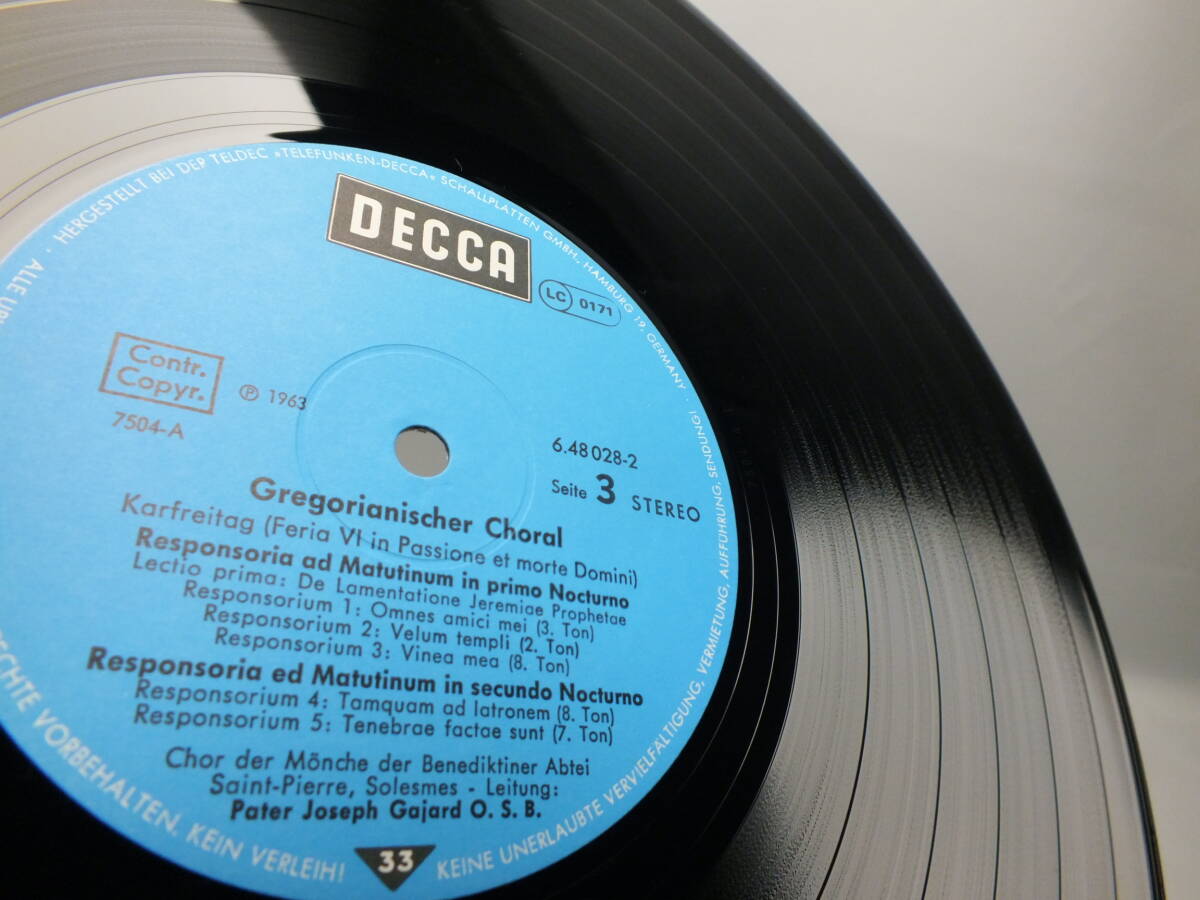 HERGESTELLT BEI DER TELDEC »TELEFUNKEN-DECCA« SCHALLPLATTEN GMBH., HAMBURG 19, GERMANY ·
DECCA
LC 0171
Contr.
Copyr.
7504-A
Ⓟ 1963
6.48 028-2
Seite 3 STEREO
Gregorianischer Choral
Karfreitag (Feria VI in Passione et morte Domini)
Responsoria ad Matutinum in primo Nocturno
Lectio prima: De Lamentatione Jeremiae Prophetae
Responsorium 1: Omnes amici mei (3. Ton)
Responsorium 2: Velum templi (2. Ton)
Responsorium 3: Vinea mea (8. Ton)
Responsoria ed Matutinum in secundo Nocturno
Responsorium 4: Tamquam ad latronem (8. Ton)
Responsorium 5: Tenebrae factae sunt (7. Ton)
Chor der Mönche der Benediktiner Abtei
Saint-Pierre, Solesmes - Leitung:
Pater Joseph Gajard O. S. B.
33
KEINE UNERLAUBTE VERVIELFÄLTIGUNG, VERMIETUNG, AUFFÜHRUNG, SENDUNG!
ALLE
VORBEHALTEN. KEIN VERLEIH!